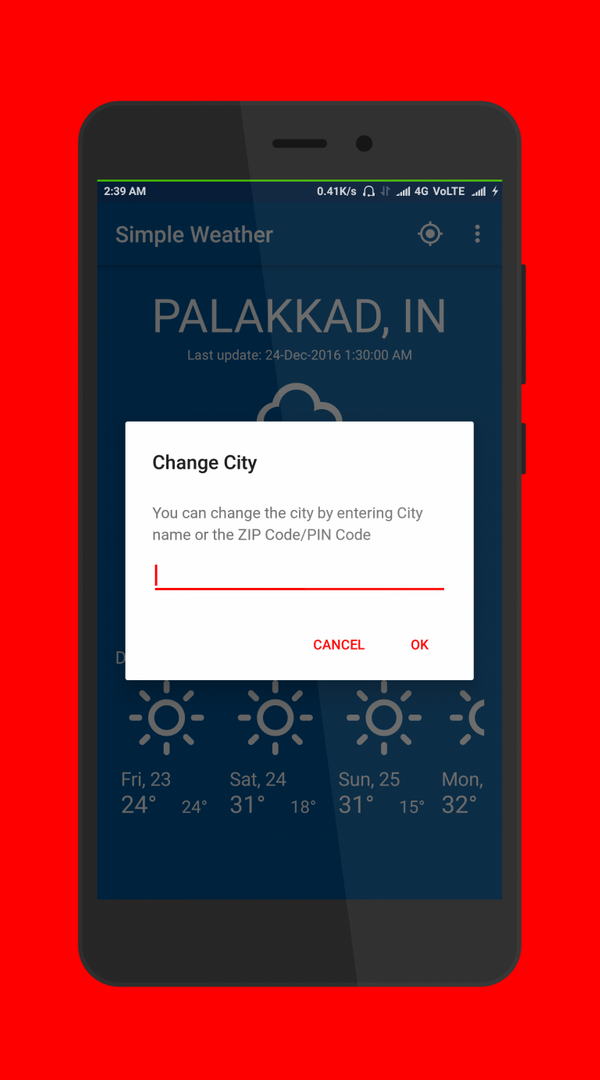 2:39 AM 0.41K/s 4G VoLTE
Simple Weather
PALAKKAD, IN
Last update: 24-Dec-2016 1:30:00 AM
Change City
You can change the city by entering City
name or the ZIP Code/PIN Code
CANCEL OK
D
Fri, 23 Sat, 24 Sun, 25 Mon,
24° 24° 31° 18° 31° 15° 32°